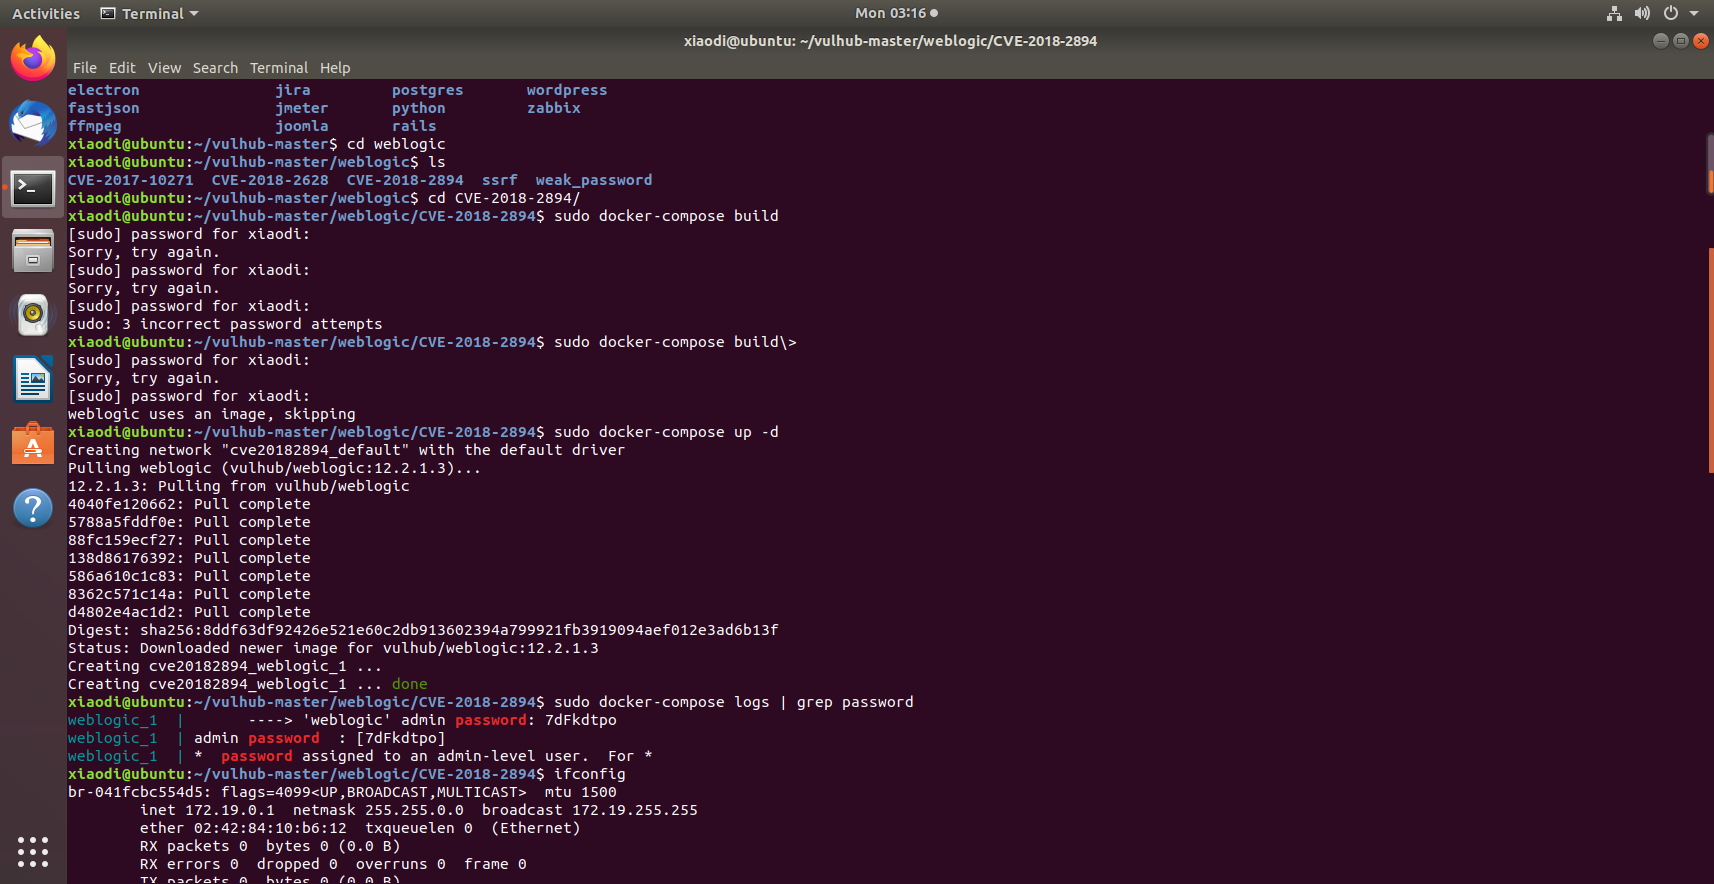 Activities Terminal Mon 03:16
xiaodi@ubuntu: ~/vulhub-master/weblogic/CVE-2018-2894
File Edit View Search Terminal Help
electron jira postgres wordpress
fastjson jmeter python zabbix
ffmpeg joomla rails
xiaodi@ubuntu:~/vulhub-master$ cd weblogic
xiaodi@ubuntu:~/vulhub-master/weblogic$ ls
CVE-2017-10271 CVE-2018-2628 CVE-2018-2894 ssrf weak_password
xiaodi@ubuntu:~/vulhub-master/weblogic$ cd CVE-2018-2894/
xiaodi@ubuntu:~/vulhub-master/weblogic/CVE-2018-2894$ sudo docker-compose build
[sudo] password for xiaodi:
Sorry, try again.
[sudo] password for xiaodi:
Sorry, try again.
[sudo] password for xiaodi:
sudo: 3 incorrect password attempts
xiaodi@ubuntu:~/vulhub-master/weblogic/CVE-2018-2894$ sudo docker-compose build\>
[sudo] password for xiaodi:
Sorry, try again.
[sudo] password for xiaodi:
weblogic uses an image, skipping
xiaodi@ubuntu:~/vulhub-master/weblogic/CVE-2018-2894$ sudo docker-compose up -d
Creating network "cve20182894_default" with the default driver
Pulling weblogic (vulhub/weblogic:12.2.1.3)...
12.2.1.3: Pulling from vulhub/weblogic
4040fe120662: Pull complete
5788a5fddf0e: Pull complete
88fc159ecf27: Pull complete
138d86176392: Pull complete
586a610c1c83: Pull complete
8362c571c14a: Pull complete
d4802e4ac1d2: Pull complete
Digest: sha256:8ddf63df92426e521e60c2db913602394a799921fb3919094aef012e3ad6b13f
Status: Downloaded newer image for vulhub/weblogic:12.2.1.3
Creating cve20182894_weblogic_1 ...
Creating cve20182894_weblogic_1 ... done
xiaodi@ubuntu:~/vulhub-master/weblogic/CVE-2018-2894$ sudo docker-compose logs | grep password
weblogic_1 | ----> 'weblogic' admin password: 7dFkdtpo
weblogic_1 | admin password : [7dFkdtpo]
weblogic_1 | * password assigned to an admin-level user. For *
xiaodi@ubuntu:~/vulhub-master/weblogic/CVE-2018-2894$ ifconfig
br-041fcbc554d5: flags=4099<UP,BROADCAST,MULTICAST> mtu 1500
inet 172.19.0.1 netmask 255.255.0.0 broadcast 172.19.255.255
ether 02:42:84:10:b6:12 txqueuelen 0 (Ethernet)
RX packets 0 bytes 0 (0.0 B)
RX errors 0 dropped 0 overruns 0 frame 0
TX packets 0 bytes 0 (0.0 B)